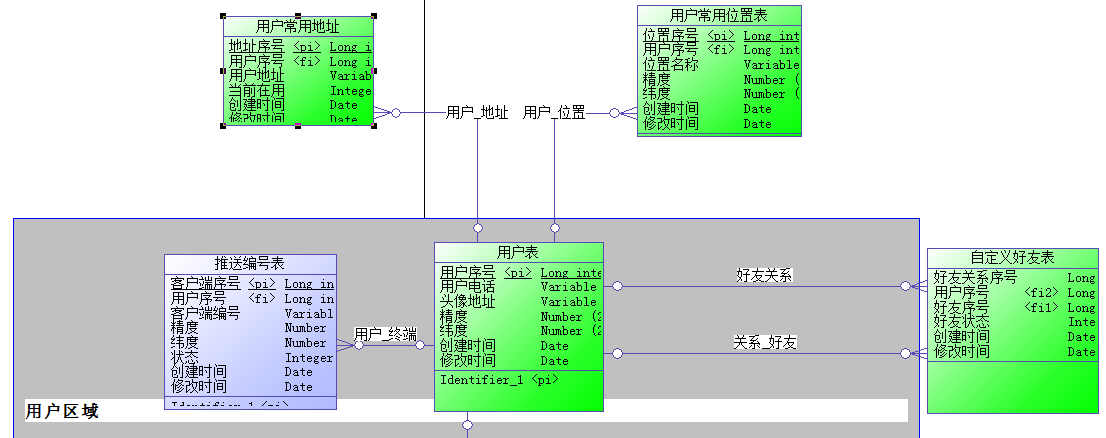 用户常用地址
地址序号 <pi> Long i
用户序号 <fi> Long i
用户地址 Variab
当前在用 Intege
创建时间 Date
修改时间 Date
用户常用位置表
位置序号 <pi> Long int
用户序号 <fi> Long int
位置名称 Variable
精度 Number (
纬度 Number (
创建时间 Date
修改时间 Date
用户_地址
用户_位置
推送编号表
客户端序号 <pi> Long in
用户序号 <fi> Long in
客户端编号 Variabl
精度 Number
纬度 Number
状态 Integer
创建时间 Date
修改时间 Date
Identifier_1 <pi>
用户_终端
用户表
用户序号 <pi> Long inte
用户电话 Variable
头像地址 Variable
精度 Number (2
纬度 Number (2
创建时间 Date
修改时间 Date
Identifier_1 <pi>
好友关系
关系_好友
自定义好友表
好友关系序号 Long
用户序号 <fi2> Long
好友序号 <fi1> Long
好友状态 Inte
创建时间 Date
修改时间 Date
用户区域